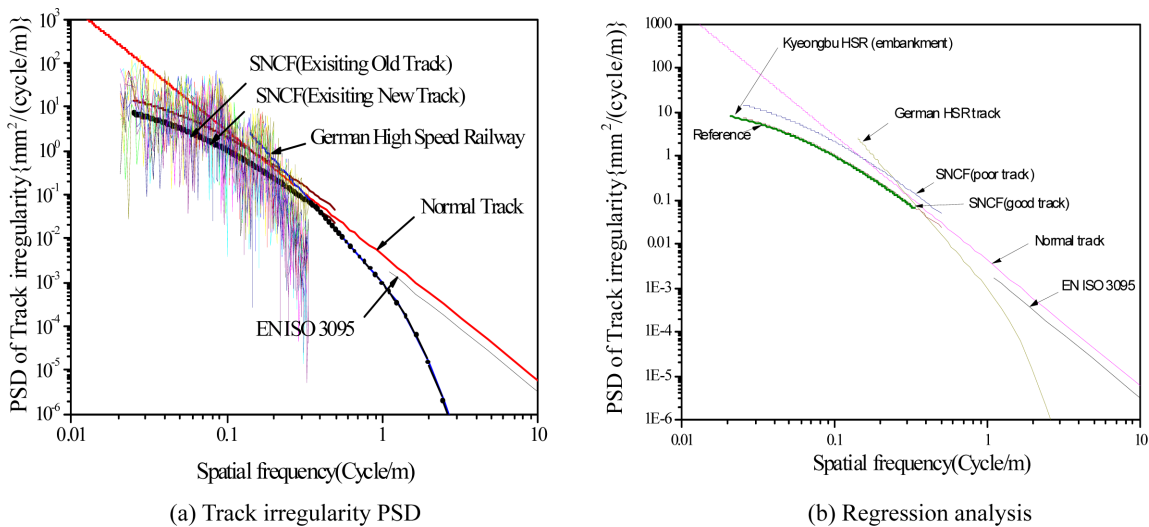 PSD of Track irregularity{mm²/(cycle/m)}
10³
10²
10¹
10⁰
10⁻¹
10⁻²
10⁻³
10⁻⁴
10⁻⁵
10⁻⁶
SNCF(Exisiting Old Track)
SNCF(Exisiting New Track)
German High Speed Railway
Normal Track
EN ISO 3095
0.01
0.1
1
10
Spatial frequency(Cycle/m)
(a) Track irregularity PSD
PSD of Track irregularity{mm²/(cycle/m)}
1000
100
10
1
0.1
0.01
1E-3
1E-4
1E-5
1E-6
Kyeongbu HSR (embankment)
German HSR track
Reference
SNCF(poor track)
SNCF(good track)
Normal track
EN ISO 3095
0.01
0.1
1
10
Spatial frequency(Cycle/m)
(b) Regression analysis